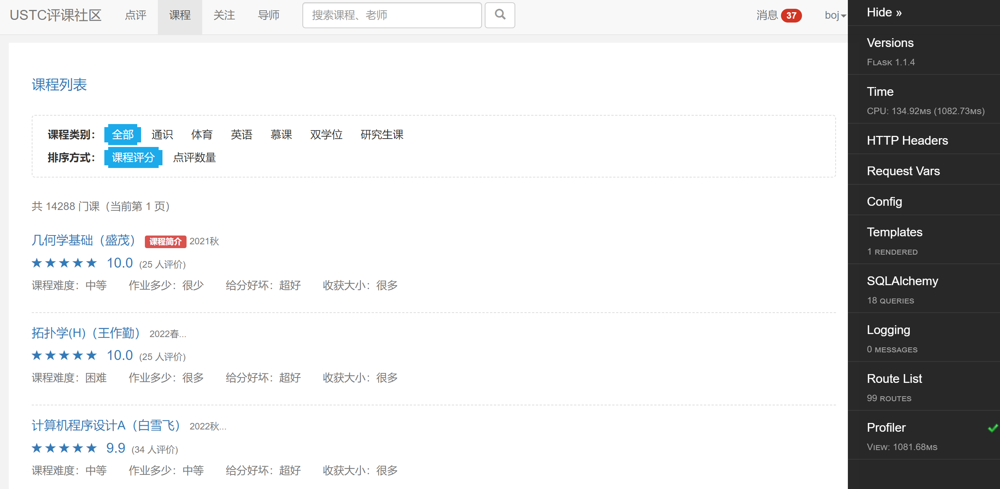 USTC评课社区 点评 课程 关注 导师 搜索课程、老师 消息 37 boj
课程列表
课程类别： 全部 通识 体育 英语 慕课 双学位 研究生课
排序方式： 课程评分 点评数量
共 14288 门课（当前第 1 页）
几何学基础（盛茂） 课程简介 2021秋
★★★★★ 10.0 (25 人评价)
课程难度：中等 作业多少：很少 给分好坏：超好 收获大小：很多
拓扑学(H)（王作勤） 2022春...
★★★★★ 10.0 (25 人评价)
课程难度：困难 作业多少：很多 给分好坏：超好 收获大小：很多
计算机程序设计A（白雪飞） 2022秋...
★★★★★ 9.9 (34 人评价)
课程难度：中等 作业多少：中等 给分好坏：超好 收获大小：很多
Hide »
Versions
FLASK 1.1.4
Time
CPU: 134.92MS (1082.73MS)
HTTP Headers
Request Vars
Config
Templates
1 RENDERED
SQLAlchemy
18 QUERIES
Logging
0 MESSAGES
Route List
99 ROUTES
Profiler
VIEW: 1081.68MS